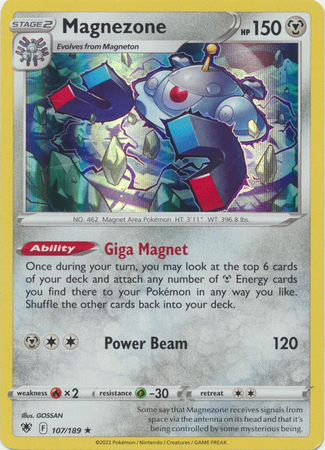 STAGE 2
Magnezone
HP 150
Evolves from Magneton
NO. 462 Magnet Area Pokémon HT: 3'11" WT: 396.8 lbs.
Ability Giga Magnet
Once during your turn, you may look at the top 6 cards
of your deck and attach any number of Energy cards
you find there to your Pokémon in any way you like.
Shuffle the other cards back into your deck.
Power Beam 120
weakness ×2 resistance -30 retreat
Illus. GOSSAN
F 107/189 ★
Some say that Magnezone receives signals from
space via the antenna on its head and that it's
being controlled by some mysterious being.
©2022 Pokémon / Nintendo / Creatures / GAME FREAK